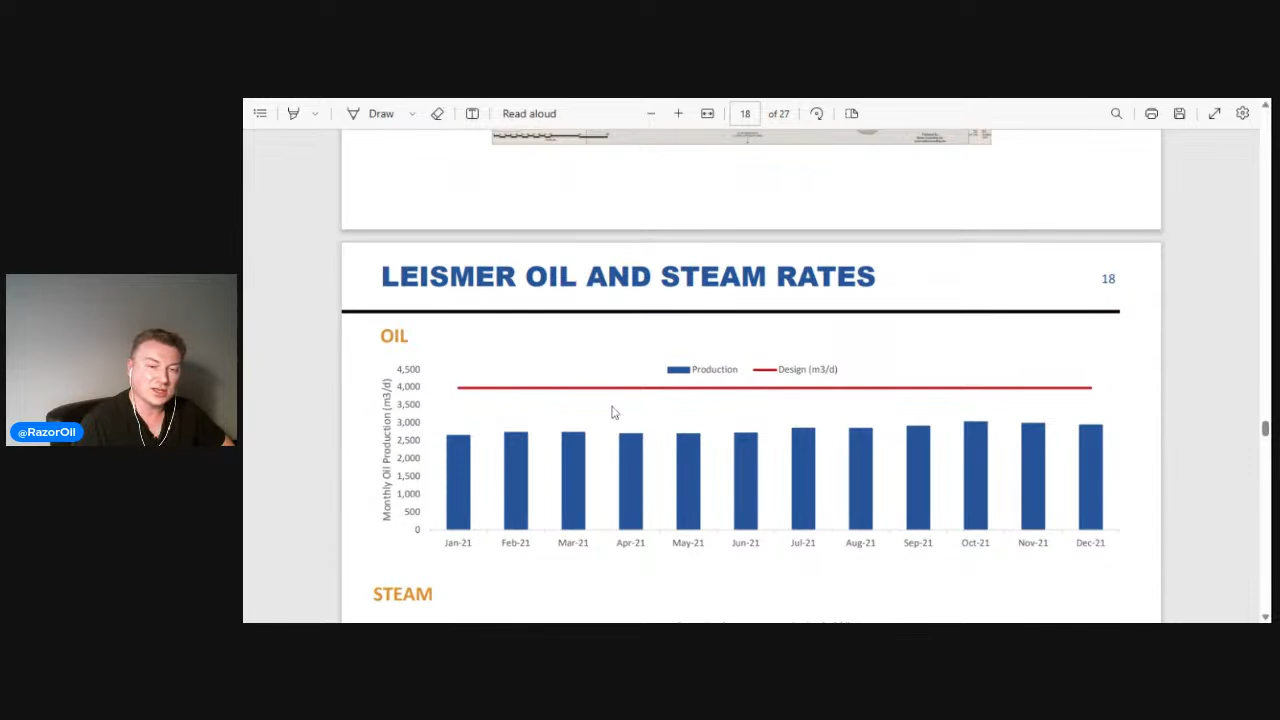 Draw
Read aloud
18 of 27
LEISMER OIL AND STEAM RATES
18
OIL
Production
Design (m3/d)
Monthly Oil Production (m3/d)
4,500
4,000
3,500
3,000
2,500
2,000
1,500
1,000
500
0
Jan-21 Feb-21 Mar-21 Apr-21 May-21 Jun-21 Jul-21 Aug-21 Sep-21 Oct-21 Nov-21 Dec-21
STEAM
@RazorOil